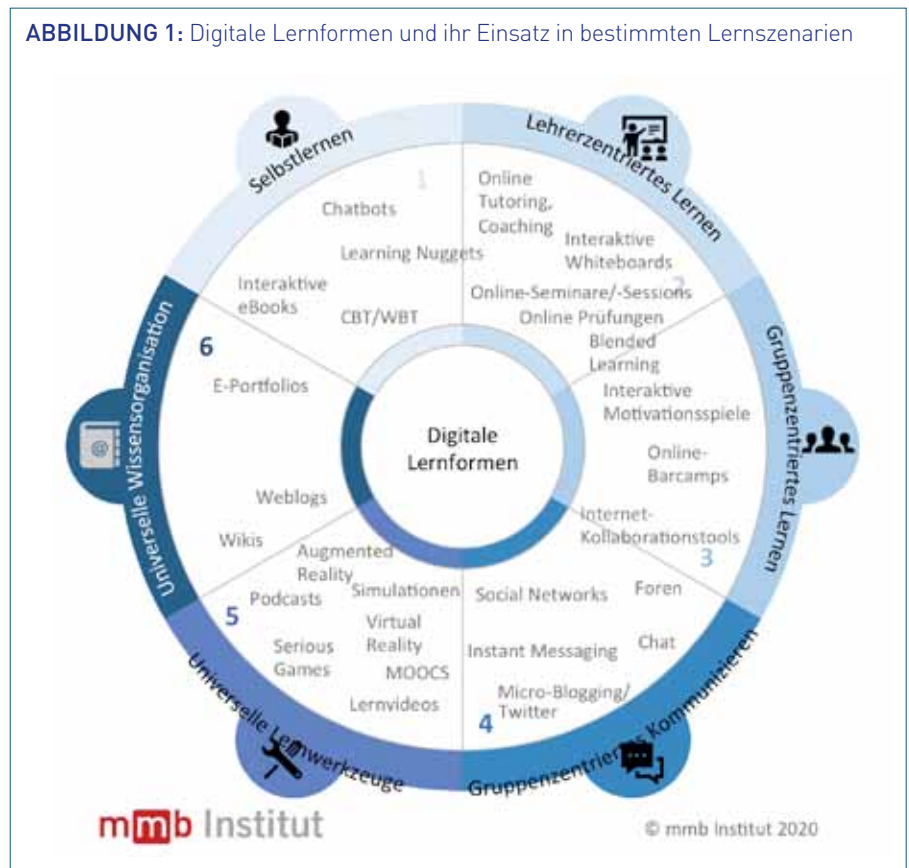 ABBILDUNG 1: Digitale Lernformen und ihr Einsatz in bestimmten Lernszenarien
Selbstlernen
1
Chatbots
Learning Nuggets
Interaktive
eBooks
CBT/WBT
Lehrerzentriertes Lernen
Online
Tutoring,
Coaching
Interaktive
Whiteboards
2
Online-Seminare/-Sessions
Online Prüfungen
Blended
Learning
Gruppenzentriertes Lernen
Interaktive
Motivationsspiele
Online-
Barcamps
Internet-
Kollaborationstools
3
Gruppenzentriertes Kommunizieren
Social Networks
Foren
Instant Messaging
Chat
Micro-Blogging/
Twitter
4
Universelle Lernwerkzeuge
5
Augmented
Reality
Podcasts
Simulationen
Virtual
Reality
Serious
Games
MOOCS
Lernvideos
Universelle Wissensorganisation
@
6
E-Portfolios
Weblogs
Wikis
Digitale
Lernformen
mmb Institut
© mmb Institut 2020